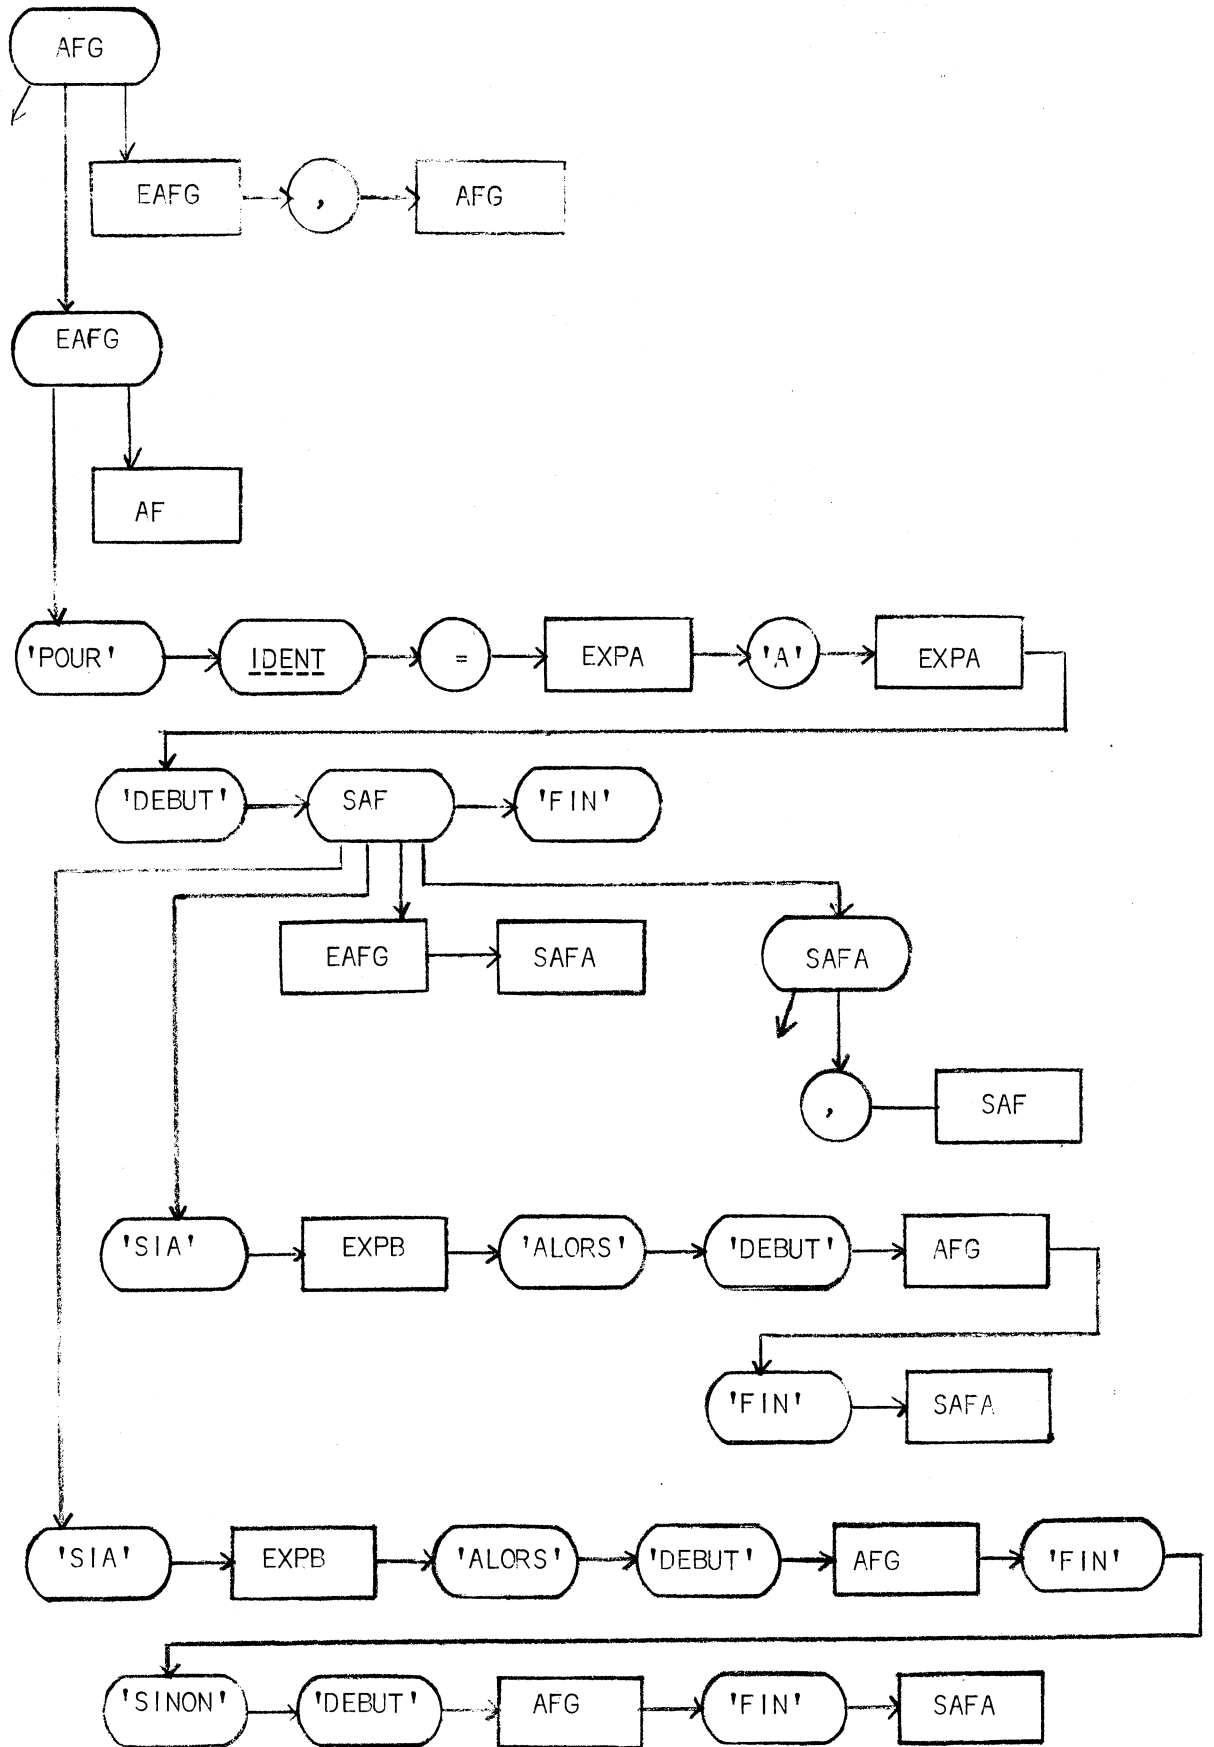 AFG
EAFG , AFG
EAFG
AF
'POUR' IDENT = EXPA 'A' EXPA
'DEBUT' SAF 'FIN'
EAFG SAFA SAFA
, SAF
'SIA' EXPB 'ALORS' 'DEBUT' AFG
'FIN' SAFA
'SIA' EXPB 'ALORS' 'DEBUT' AFG 'FIN'
'SINON' 'DEBUT' AFG 'FIN' SAFA